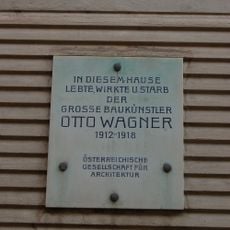 IN DIESEM HAUSE
LEBTE, WIRKTE U. STARB
DER
GROSSE BAUKÜNSTLER
OTTO WAGNER
1912-1918
ÖSTERREICHISCHE
GESELLSCHAFT FÜR
ARCHITEKTUR